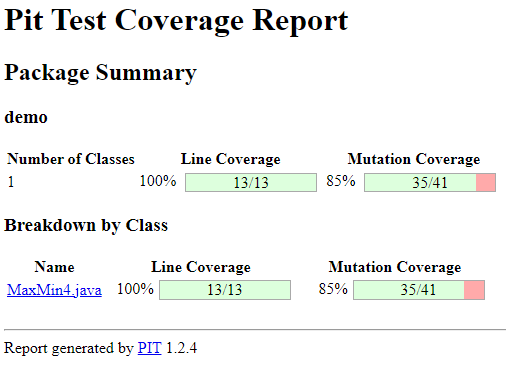 Pit Test Coverage Report
Package Summary
demo
Number of Classes Line Coverage Mutation Coverage
1 100% 13/13 85% 35/41
Breakdown by Class
Name Line Coverage Mutation Coverage
MaxMin4.java 100% 13/13 85% 35/41
Report generated by PIT 1.2.4